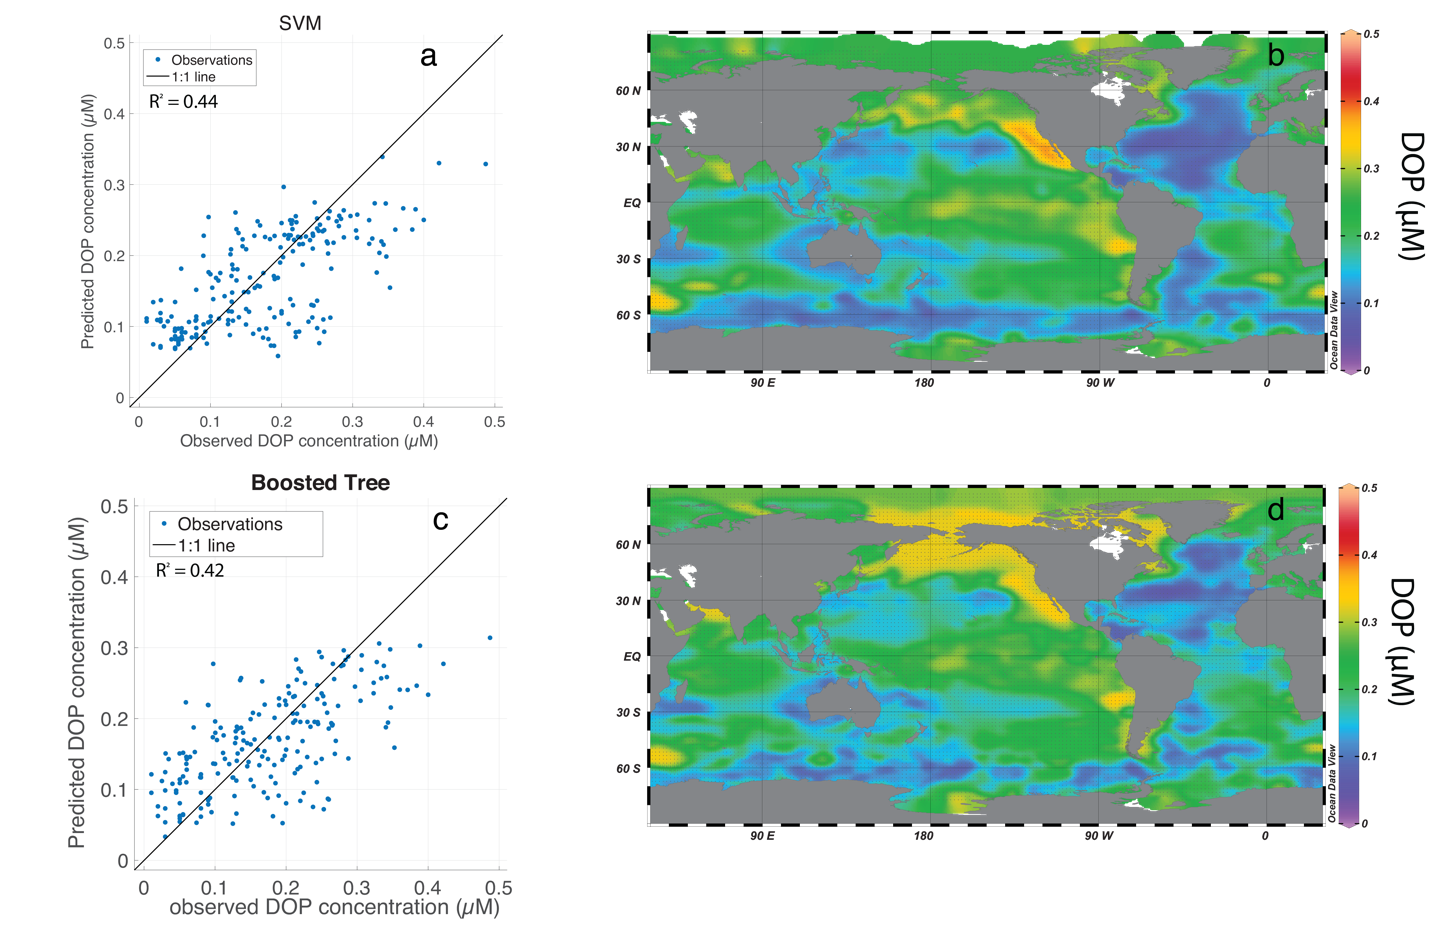 SVM
a
Observations
1:1 line
R² = 0.44
0.5
0.4
0.3
0.2
0.1
0
Predicted DOP concentration (µM)
0 0.1 0.2 0.3 0.4 0.5
Observed DOP concentration (µM)
b
60 N
30 N
EQ
30 S
60 S
90 E 180 90 W 0
Ocean Data View
0.5
0.4
0.3
0.2
0.1
0
DOP (µM)
Boosted Tree
c
Observations
1:1 line
R² = 0.42
0.5
0.4
0.3
0.2
0.1
0
Predicted DOP concentration (µM)
0 0.1 0.2 0.3 0.4 0.5
observed DOP concentration (µM)
d
60 N
30 N
EQ
30 S
60 S
90 E 180 90 W 0
Ocean Data View
0.5
0.4
0.3
0.2
0.1
0
DOP (µM)